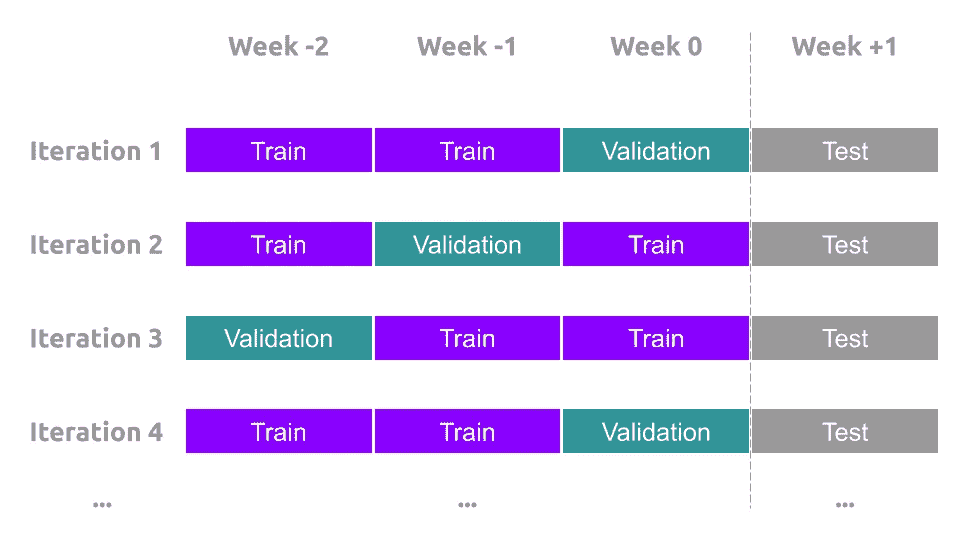 Week -2 Week -1 Week 0 Week +1
Iteration 1 Train Train Validation Test
Iteration 2 Train Validation Train Test
Iteration 3 Validation Train Train Test
Iteration 4 Train Train Validation Test
... ... ...